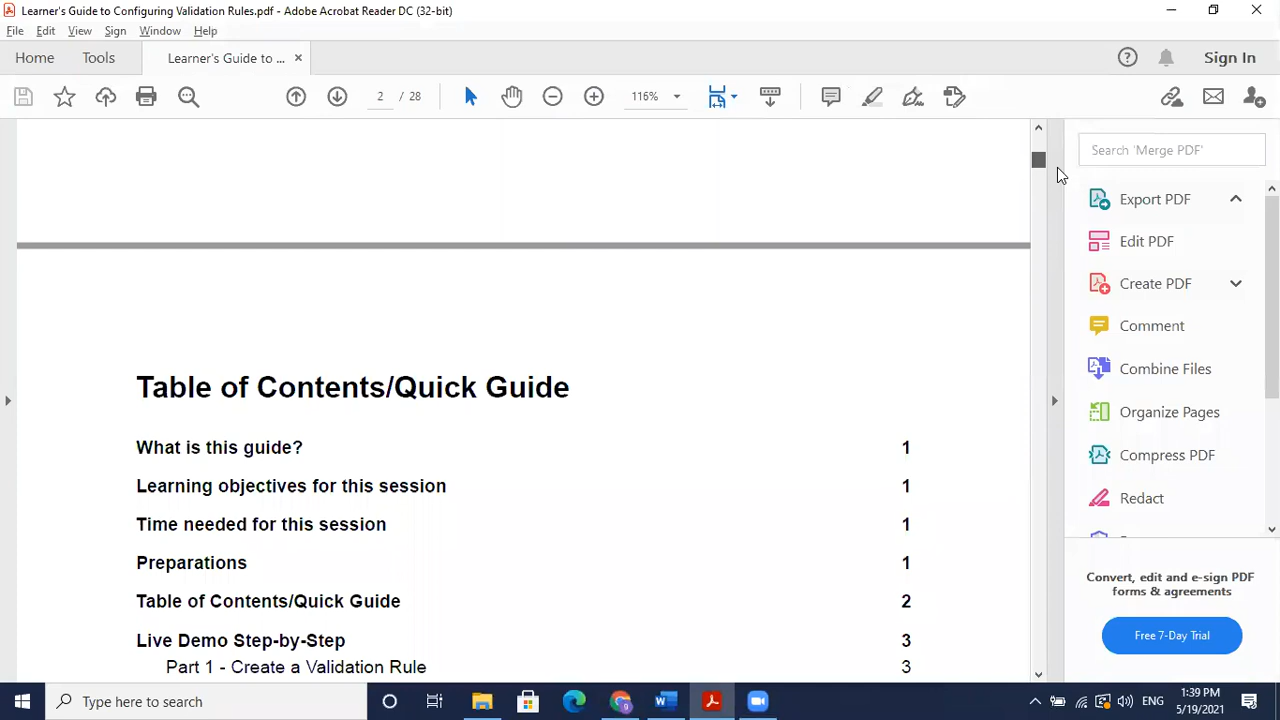 Learner's Guide to Configuring Validation Rules.pdf - Adobe Acrobat Reader DC (32-bit)
File Edit View Sign Window Help
Home Tools Learner's Guide to ... Sign In
2 / 28 116%
Search 'Merge PDF'
Export PDF
Edit PDF
Create PDF
Comment
Combine Files
Organize Pages
Compress PDF
Redact
Convert, edit and e-sign PDF
forms & agreements
Free 7-Day Trial
Table of Contents/Quick Guide
What is this guide? 1
Learning objectives for this session 1
Time needed for this session 1
Preparations 1
Table of Contents/Quick Guide 2
Live Demo Step-by-Step 3
Part 1 - Create a Validation Rule 3
Type here to search
9
ENG
1:39 PM
5/19/2021